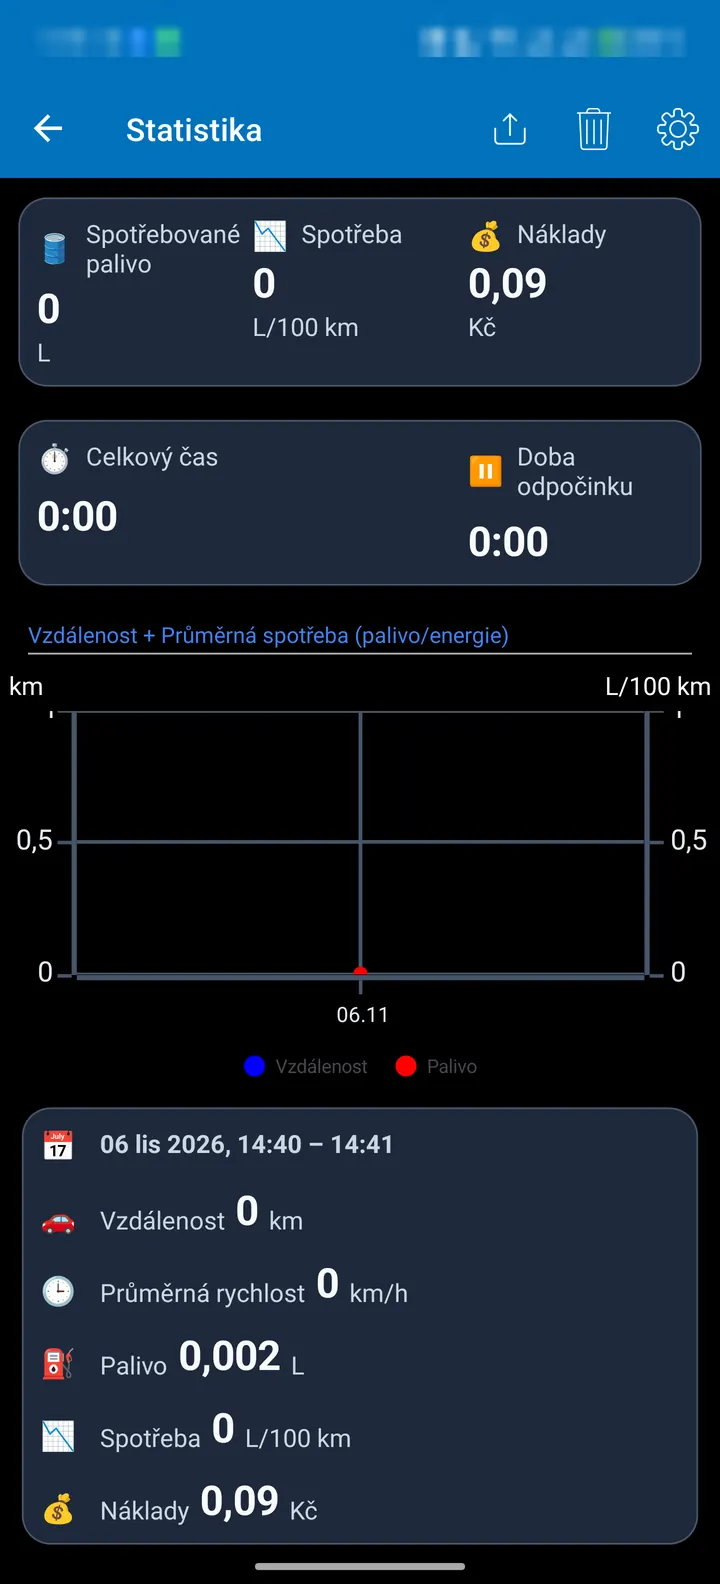 Statistika
Spotřebované palivo
0
L
Spotřeba
0
L/100 km
Náklady
0,09
Kč
Celkový čas
0:00
Doba odpočinku
0:00
Vzdálenost + Průměrná spotřeba (palivo/energie)
km
L/100 km
0,5
0,5
0
0
06.11
Vzdálenost
Palivo
July
17
06 lis 2026, 14:40 – 14:41
Vzdálenost 0 km
Průměrná rychlost 0 km/h
Palivo 0,002 L
Spotřeba 0 L/100 km
Náklady 0,09 Kč